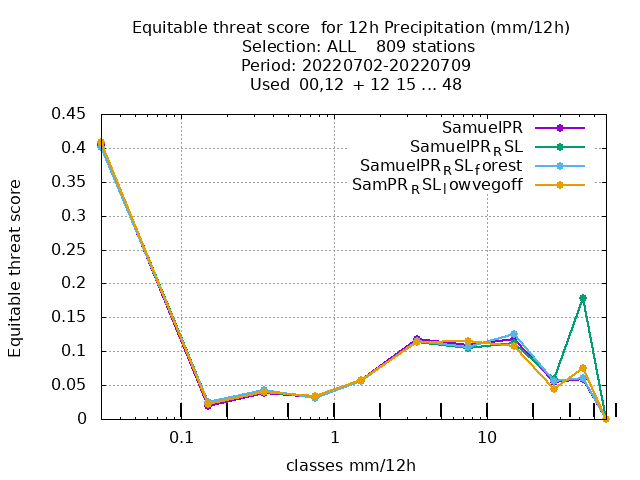 Equitable threat score  for 12h Precipitation (mm/12h)
Selection: ALL    809 stations
Period: 20220702-20220709
Used  00,12  + 12 15 ... 48
0.45
0.4
0.35
0.3
0.25
0.2
0.15
0.1
0.05
0
Equitable threat score
SamuelPR
SamuelPR_RSL
SamuelPR_RSL_forest
SamPR_RSL_lowvegoff
0.1
1
10
classes mm/12h